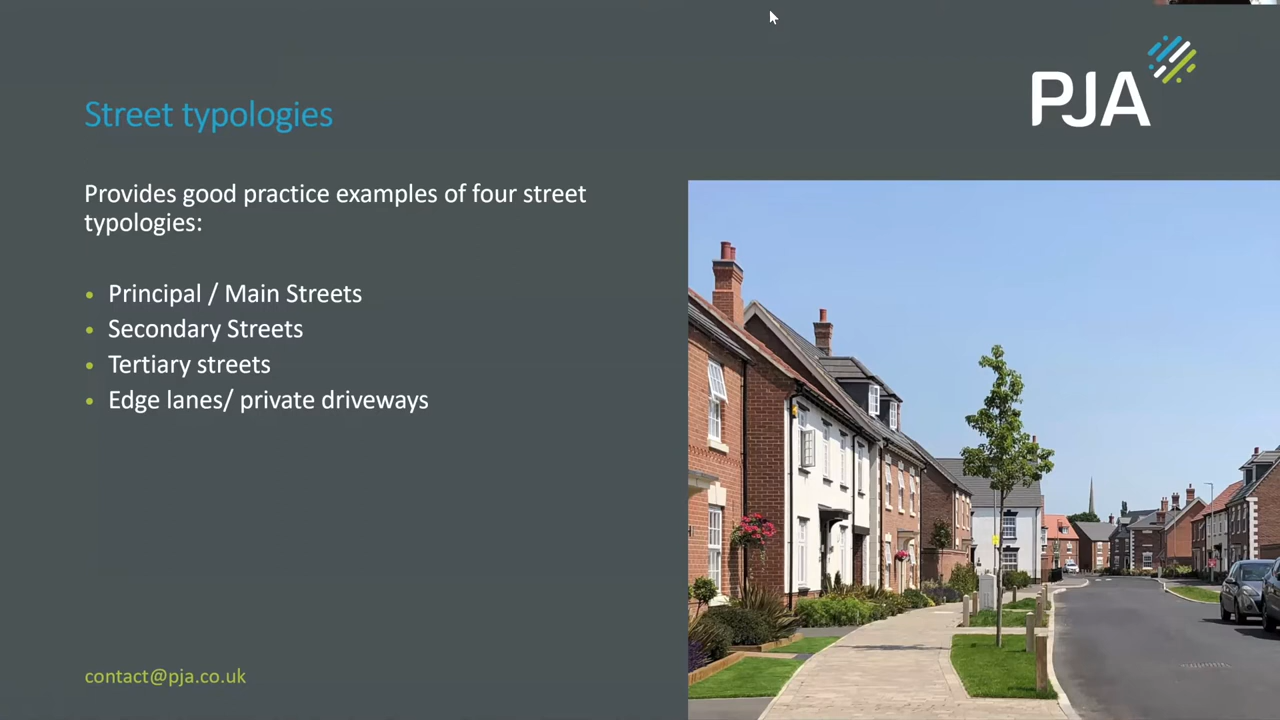 PJA
Street typologies
Provides good practice examples of four street
typologies:
• Principal / Main Streets
• Secondary Streets
• Tertiary streets
• Edge lanes/ private driveways
contact@pja.co.uk